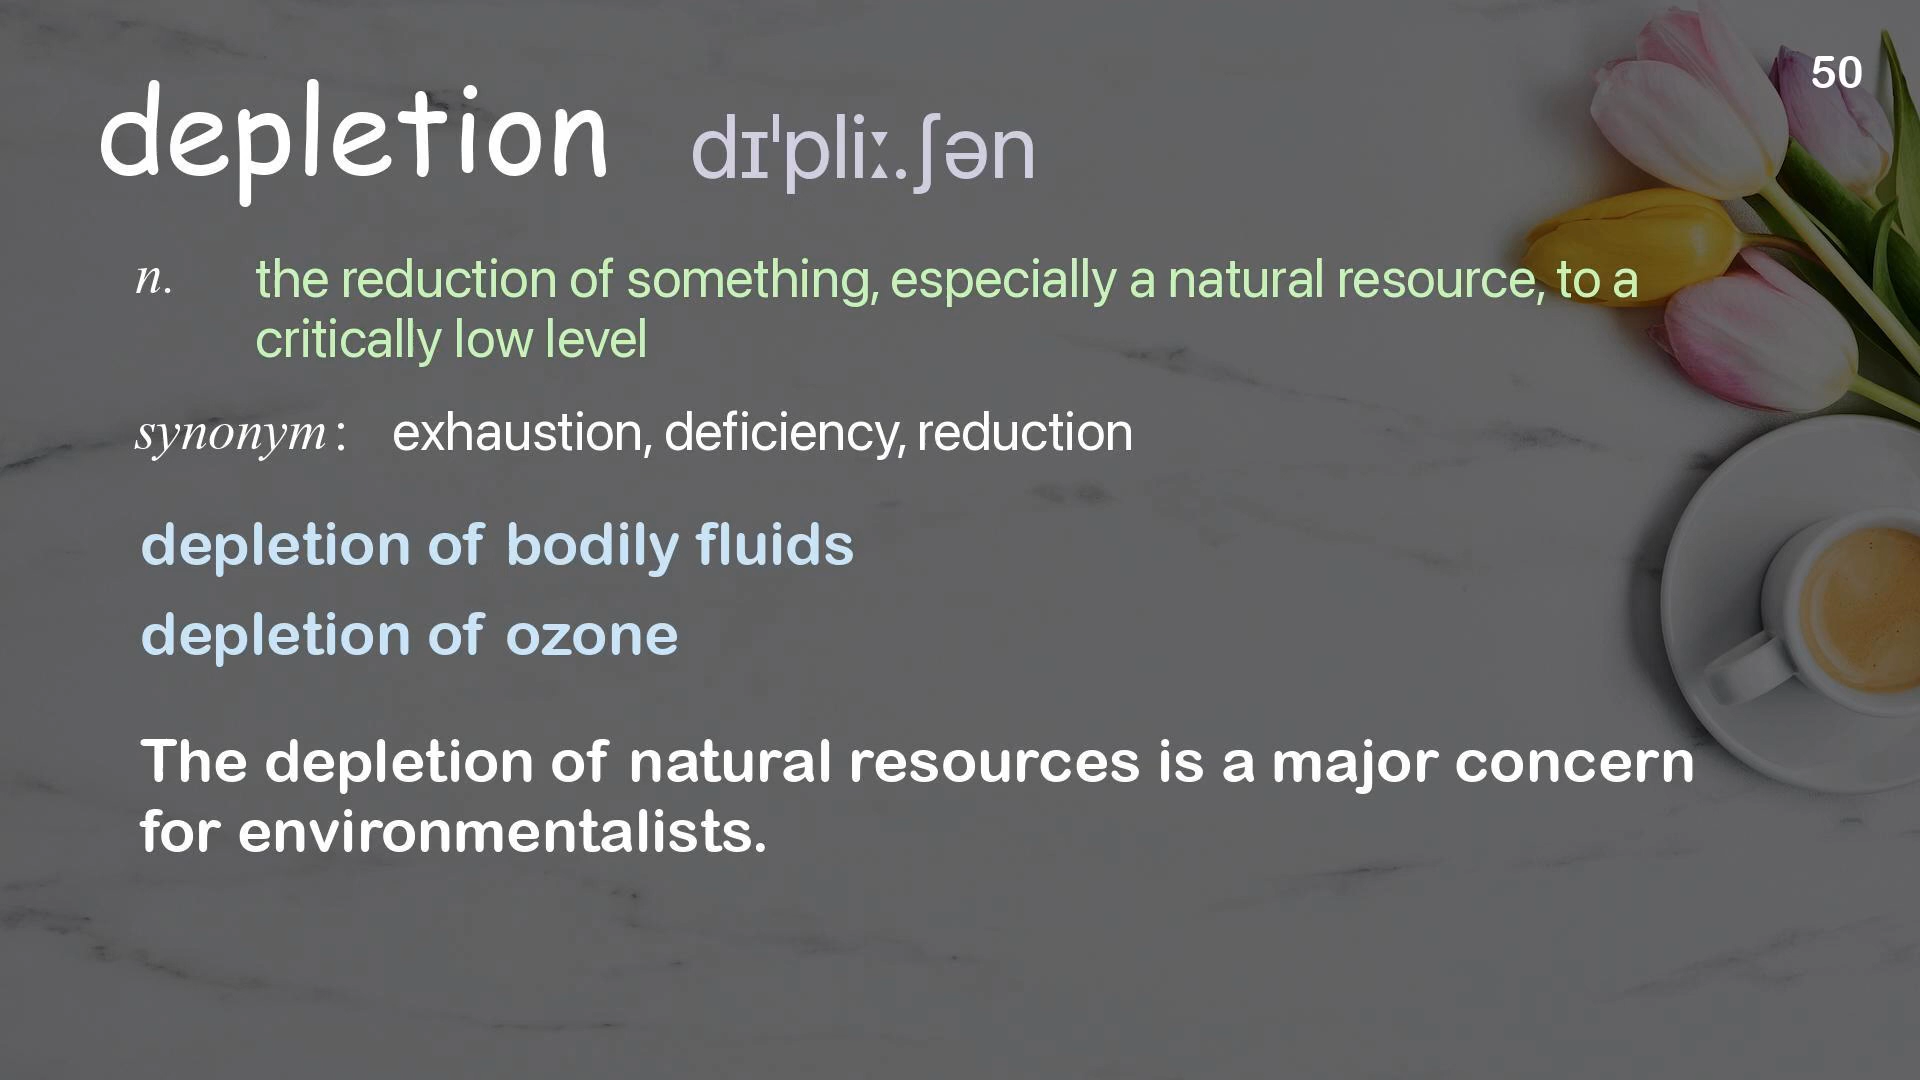 50
depletion dɪˈpliː.ʃən
n. the reduction of something, especially a natural resource, to a
critically low level
synonym: exhaustion, deficiency, reduction
depletion of bodily fluids
depletion of ozone
The depletion of natural resources is a major concern
for environmentalists.